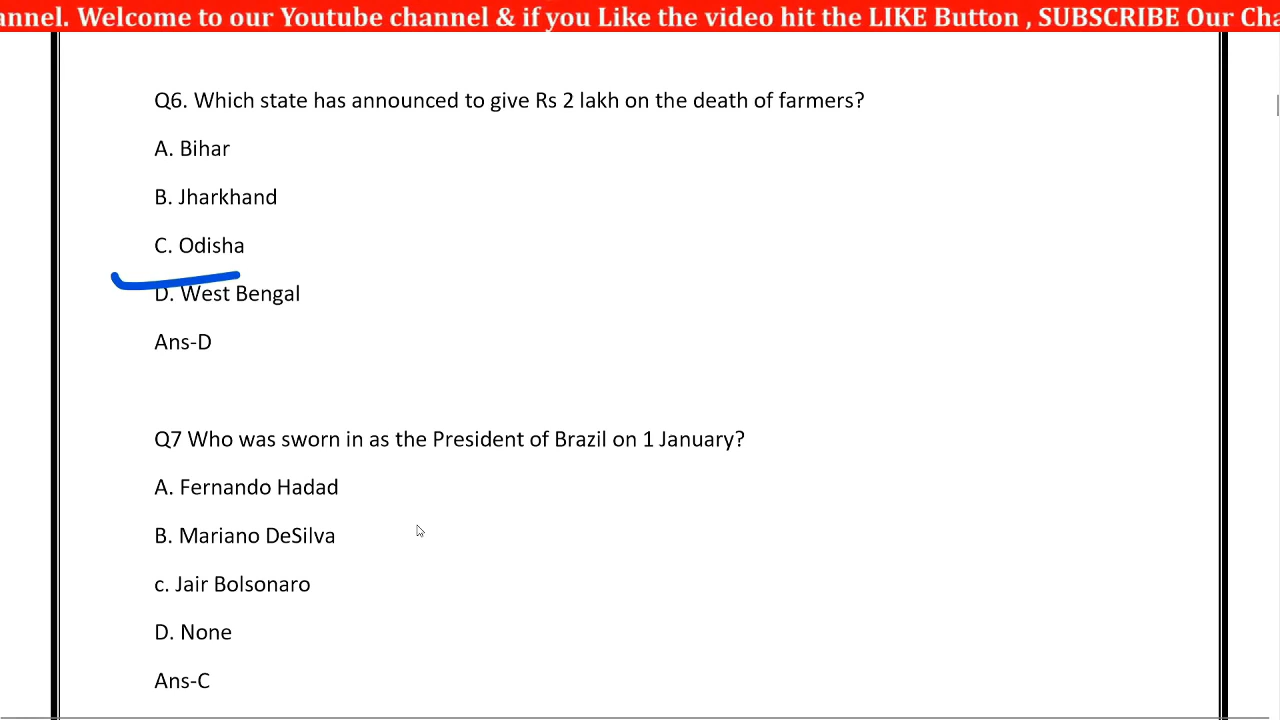 annel. Welcome to our Youtube channel & if you Like the video hit the LIKE Button , SUBSCRIBE Our Cha
Q6. Which state has announced to give Rs 2 lakh on the death of farmers?
A. Bihar
B. Jharkhand
C. Odisha
D. West Bengal
Ans-D
Q7 Who was sworn in as the President of Brazil on 1 January?
A. Fernando Hadad
B. Mariano DeSilva
c. Jair Bolsonaro
D. None
Ans-C